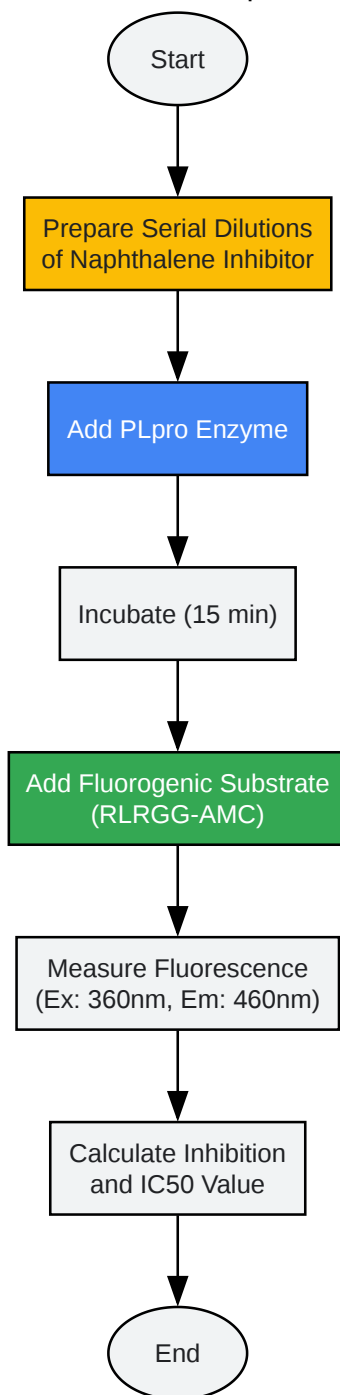 Start
Prepare Serial Dilutions
of Naphthalene Inhibitor
Add PLpro Enzyme
Incubate (15 min)
Add Fluorogenic Substrate
(RLRGG-AMC)
Measure Fluorescence
(Ex: 360nm, Em: 460nm)
Calculate Inhibition
and IC50 Value
End